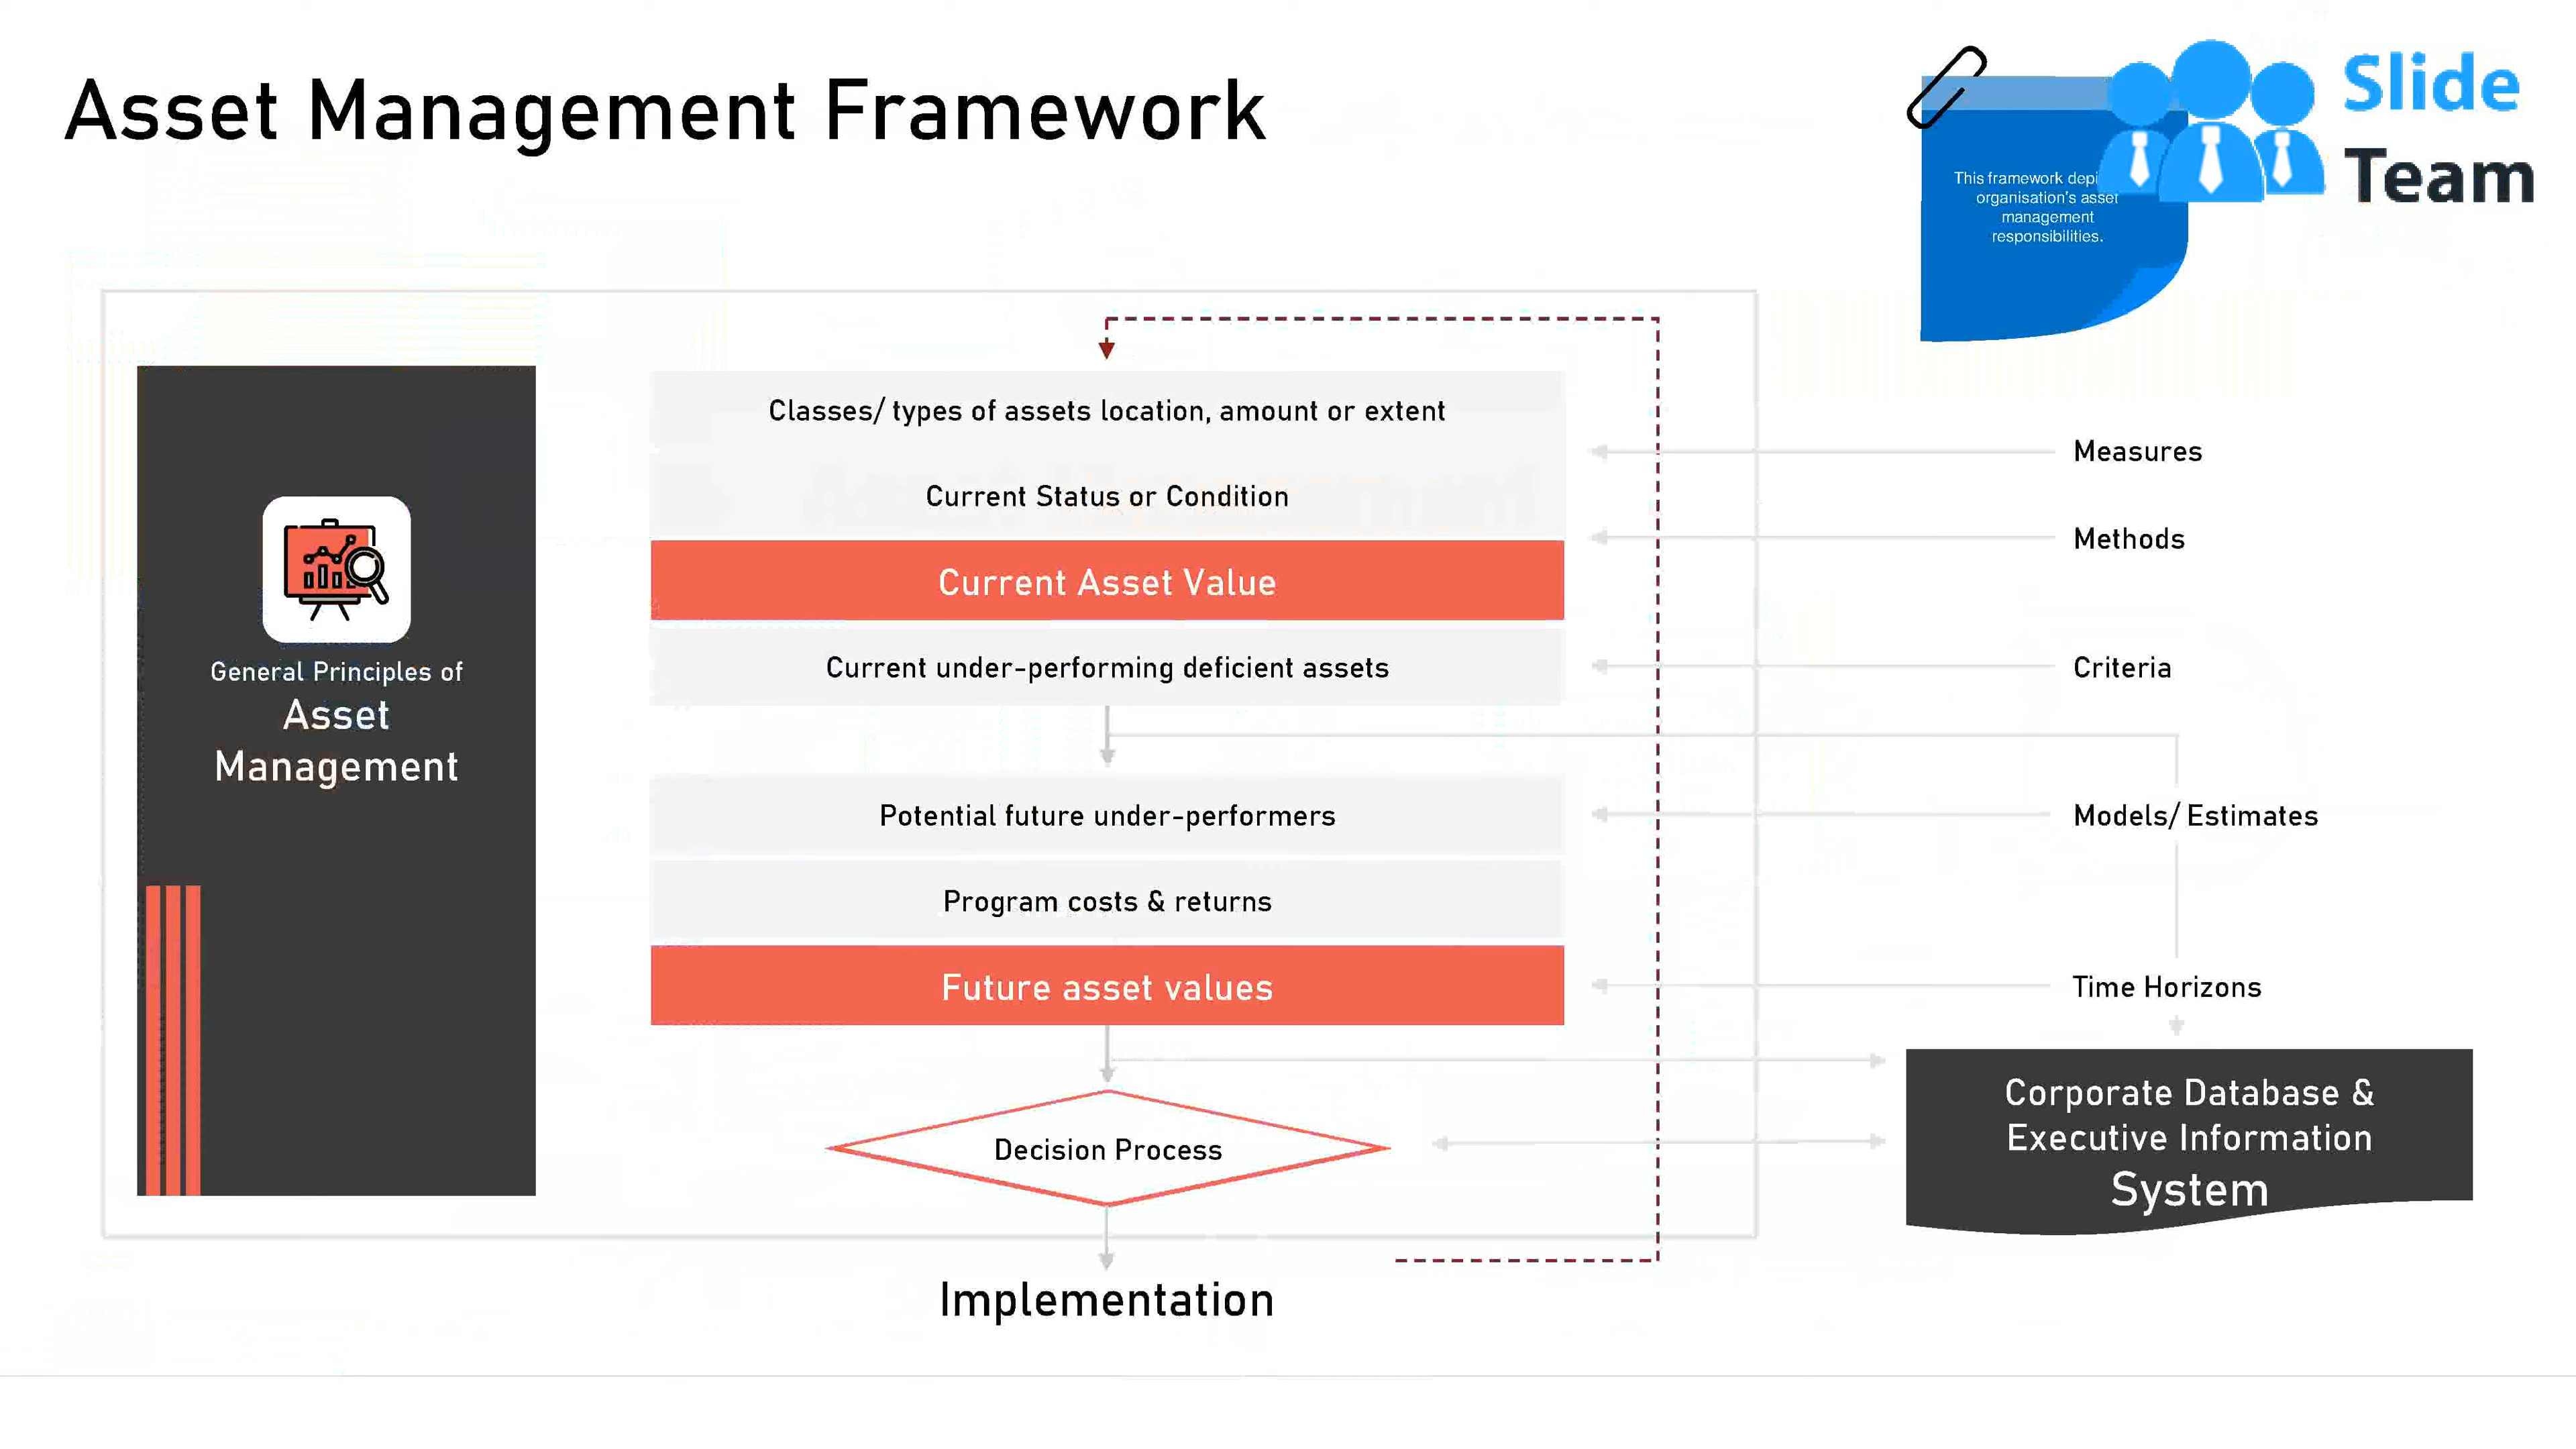 Asset Management Framework
Slide
Team
This framework
organisation's asset
management
responsibilities.
General Principles of
Asset
Management
Classes/ types of assets location, amount or extent
Current Status or Condition
Current Asset Value
Current under-performing deficient assets
Potential future under-performers
Program costs & returns
Future asset values
Decision Process
Implementation
Measures
Methods
Criteria
Models/ Estimates
Time Horizons
Corporate Database &
Executive Information
System